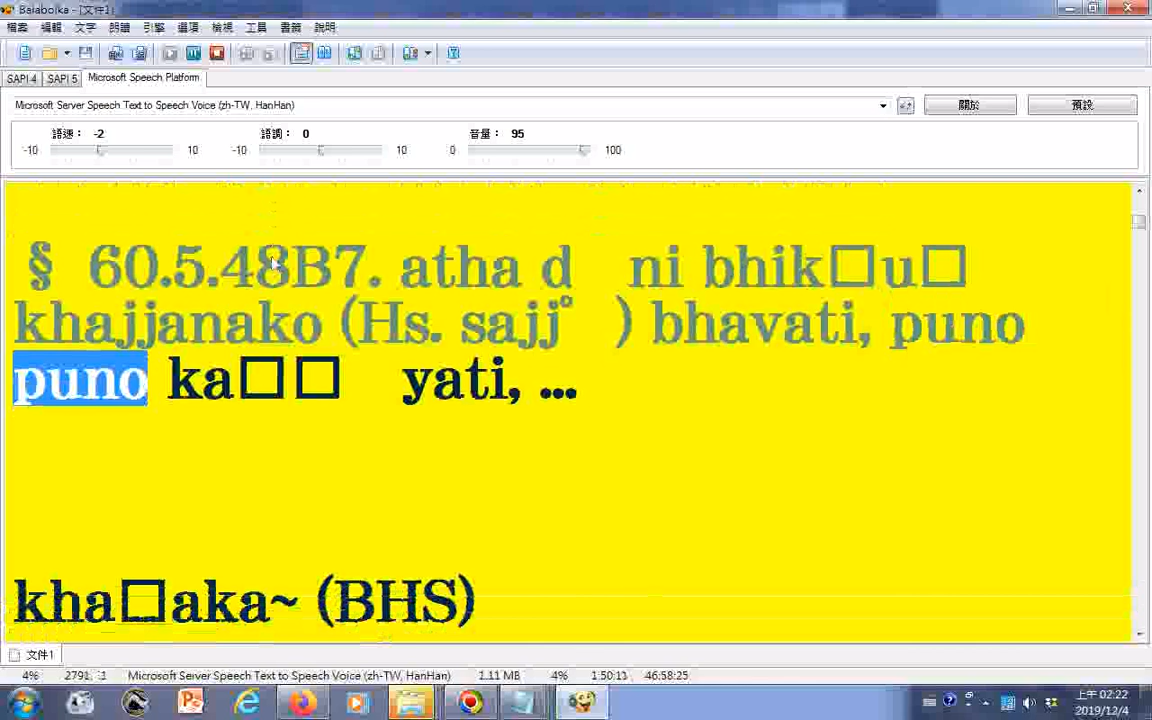 Balabolka - [文件1]
檔案 編輯 文字 朗讀 引擎 選項 檢視 工具 書籤 說明
SAPI 4 SAPI 5 Microsoft Speech Platform
Microsoft Server Speech Text to Speech Voice (zh-TW, HanHan) 關於 預設
語速： -2 語調： 0 音量： 95
-10 10 -10 10 0 100
§ 60.5.48B7. atha d ni bhik□u□
khajjanako (Hs. sajj° ) bhavati, puno
puno ka□□ yati, ...
kha□aka~ (BHS)
文件1
4% 2791, :1 Microsoft Server Speech Text to Speech Voice (zh-TW, HanHan) 1.11 MB 4% 1:50:13 46:58:25
上午 02:22
2019/12/4